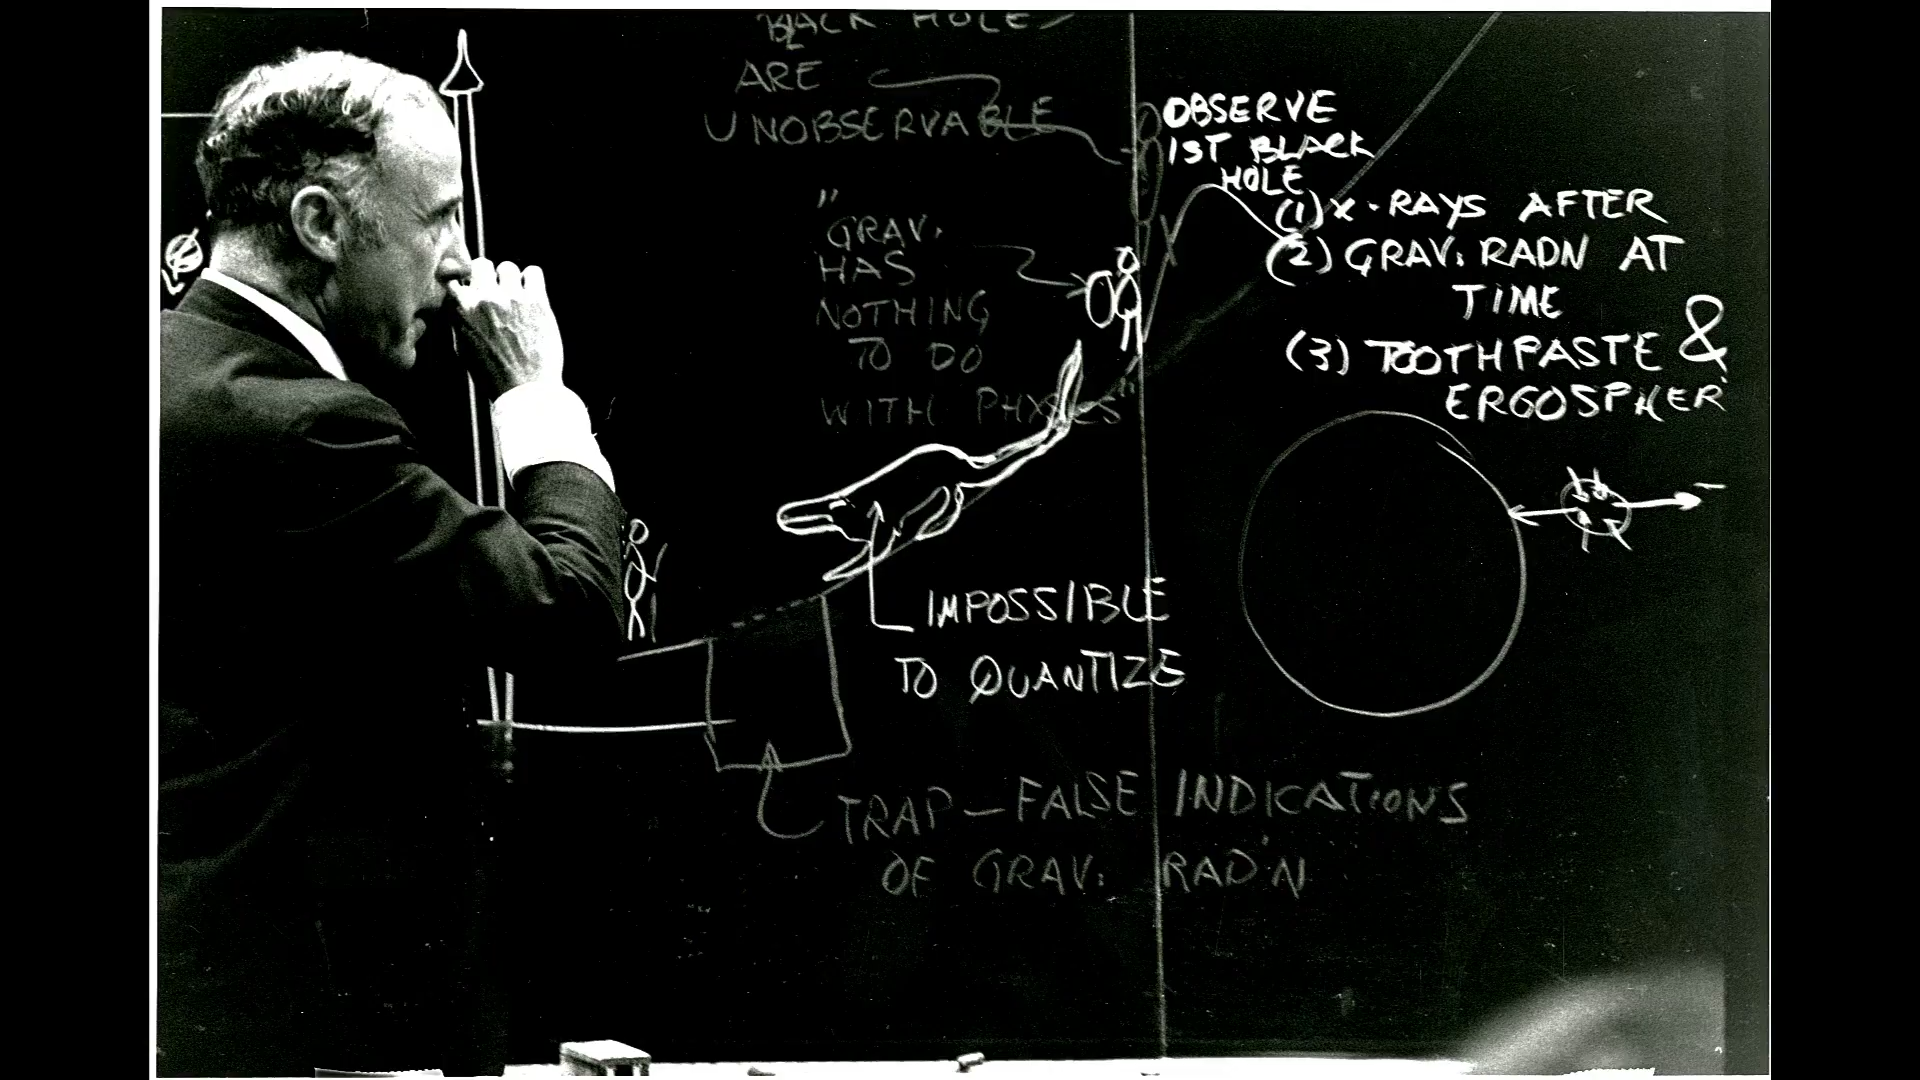 BLACK HOLES
ARE
UNOBSERVABLE
"GRAV.
HAS
NOTHING
TO DO
WITH PHYSICS"
OBSERVE
1ST BLACK
HOLE
(1) X-RAYS AFTER
(2) GRAV. RADN AT
TIME
(3) TOOTHPASTE &
ERGOSPHER
IMPOSSIBLE
TO QUANTIZE
TRAP—FALSE INDICATIONS
OF GRAV. RAD'N